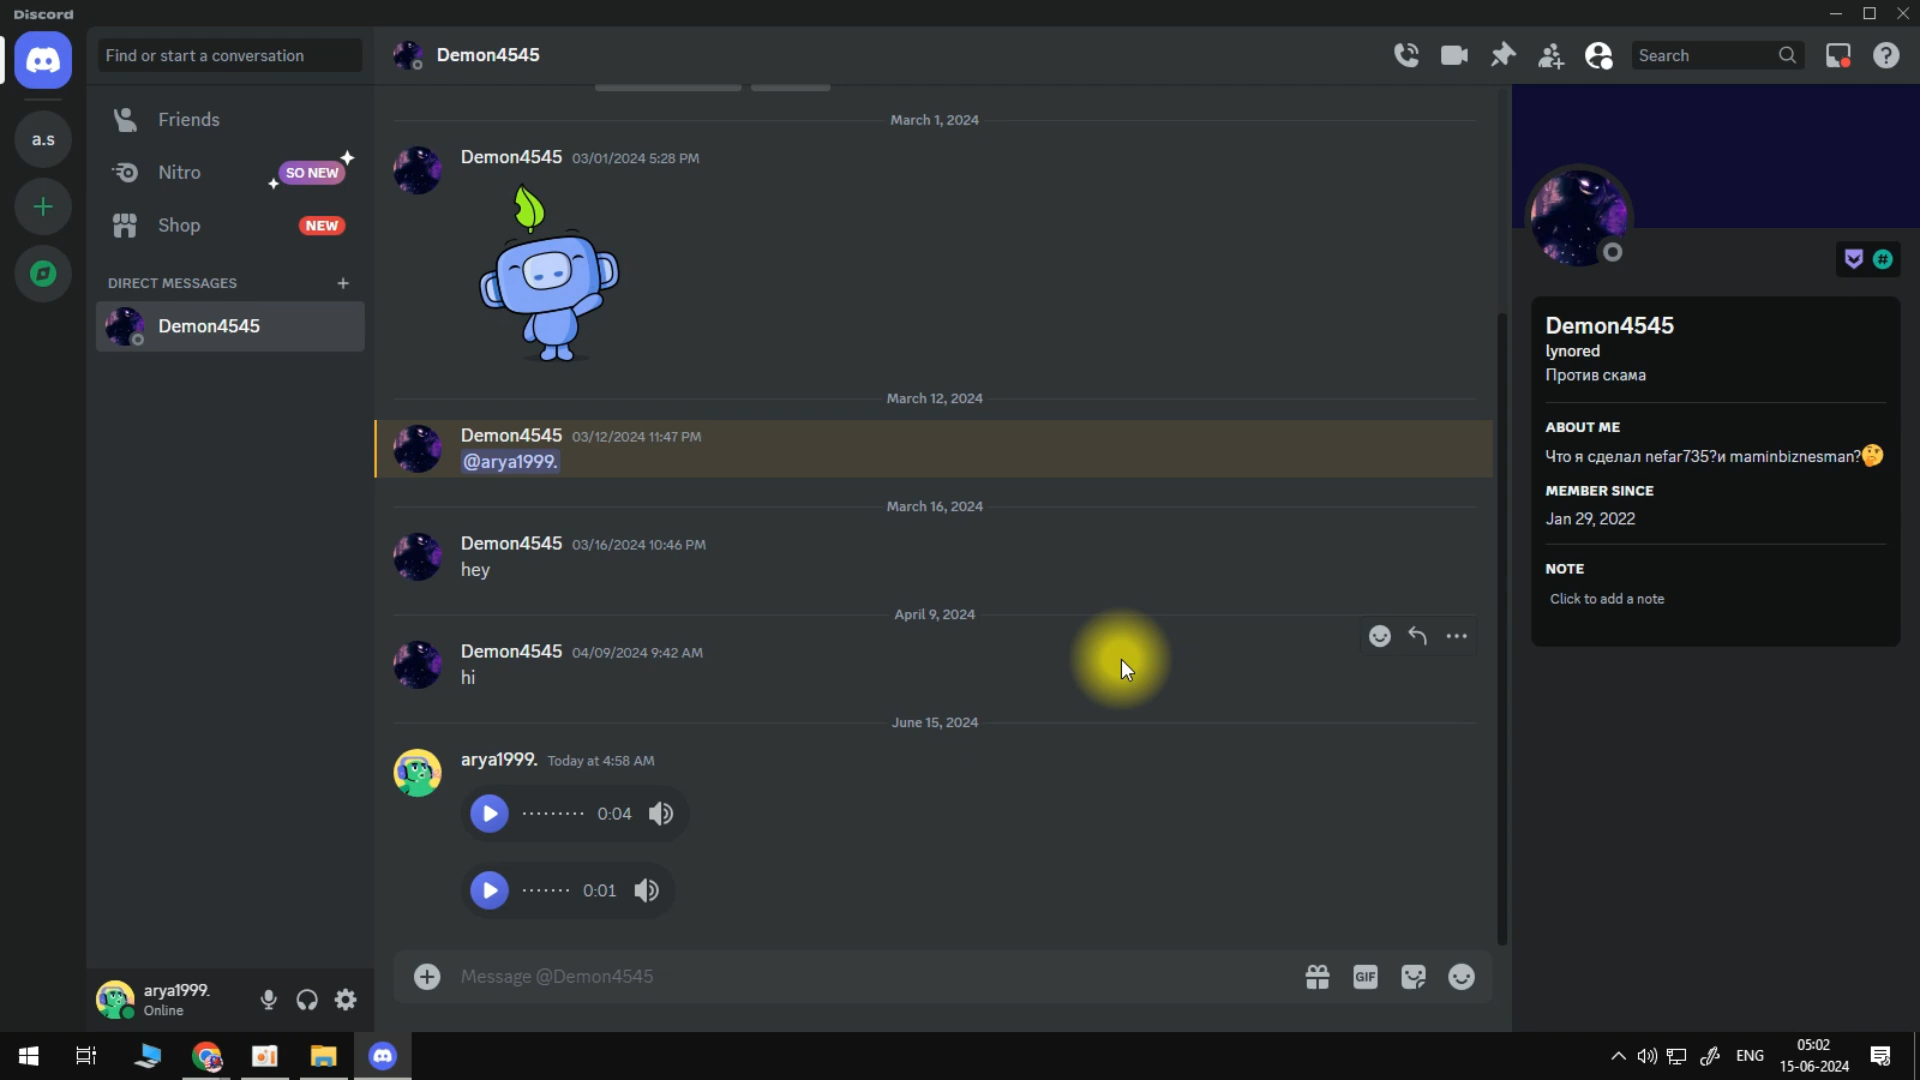 Discord
Find or start a conversation
Demon4545
Search
a.s
Friends
Nitro
SO NEW
Shop
NEW
DIRECT MESSAGES
Demon4545
March 1, 2024
Demon4545 03/01/2024 5:28 PM
March 12, 2024
Demon4545 03/12/2024 11:47 PM
@arya1999.
March 16, 2024
Demon4545 03/16/2024 10:46 PM
hey
April 9, 2024
Demon4545 04/09/2024 9:42 AM
hi
June 15, 2024
arya1999. Today at 4:58 AM
0:04
0:01
Message @Demon4545
GIF
Demon4545
lynored
Против скама
ABOUT ME
Что я сделал nefar735?и maminbiznesman?🤔
MEMBER SINCE
Jan 29, 2022
NOTE
Click to add a note
arya1999.
Online
ENG
05:02
15-06-2024